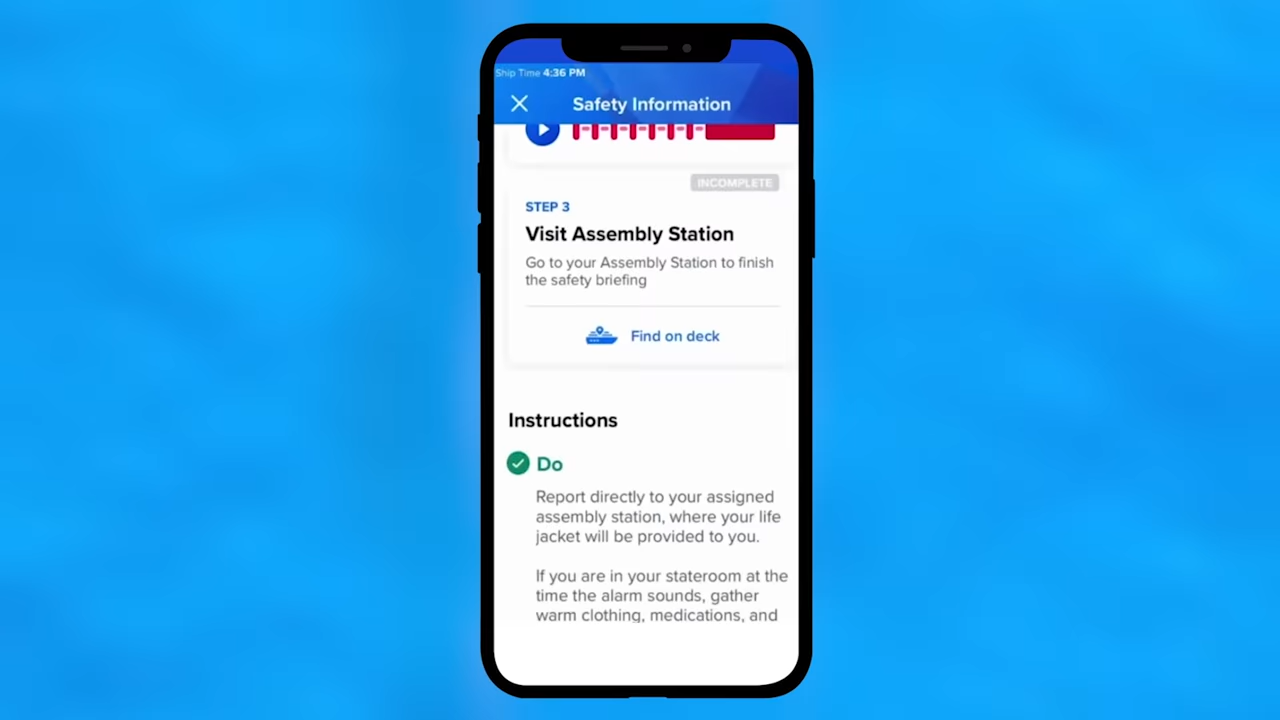 Ship Time 4:36 PM
Safety Information
INCOMPLETE
STEP 3
Visit Assembly Station
Go to your Assembly Station to finish
the safety briefing
Find on deck
Instructions
Do
Report directly to your assigned
assembly station, where your life
jacket will be provided to you.
If you are in your stateroom at the
time the alarm sounds, gather
warm clothing, medications, and